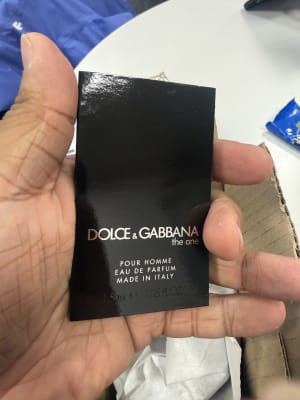 DOLCE & GABBANA
the one
POUR HOMME
EAU DE PARFUM
MADE IN ITALY